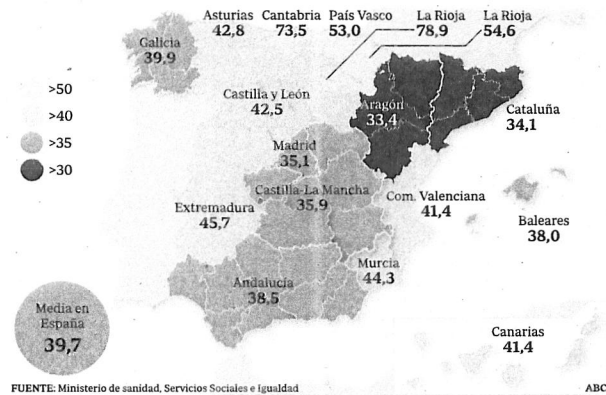 Asturias Cantabria País Vasco La Rioja La Rioja
42,8 73,5 53,0 78,9 54,6
Galicia
39,9
>50
>40
>35
>30
Castilla y León
42,5
Aragón
33,4
Cataluña
34,1
Madrid
35,1
Castilla-La Mancha
35,9
Com. Valenciana
41,4
Extremadura
45,7
Baleares
38,0
Murcia
44,3
Andalucía
38,5
Media en
España
39,7
Canarias
41,4
FUENTE: Ministerio de sanidad, Servicios Sociales e Igualdad ABC